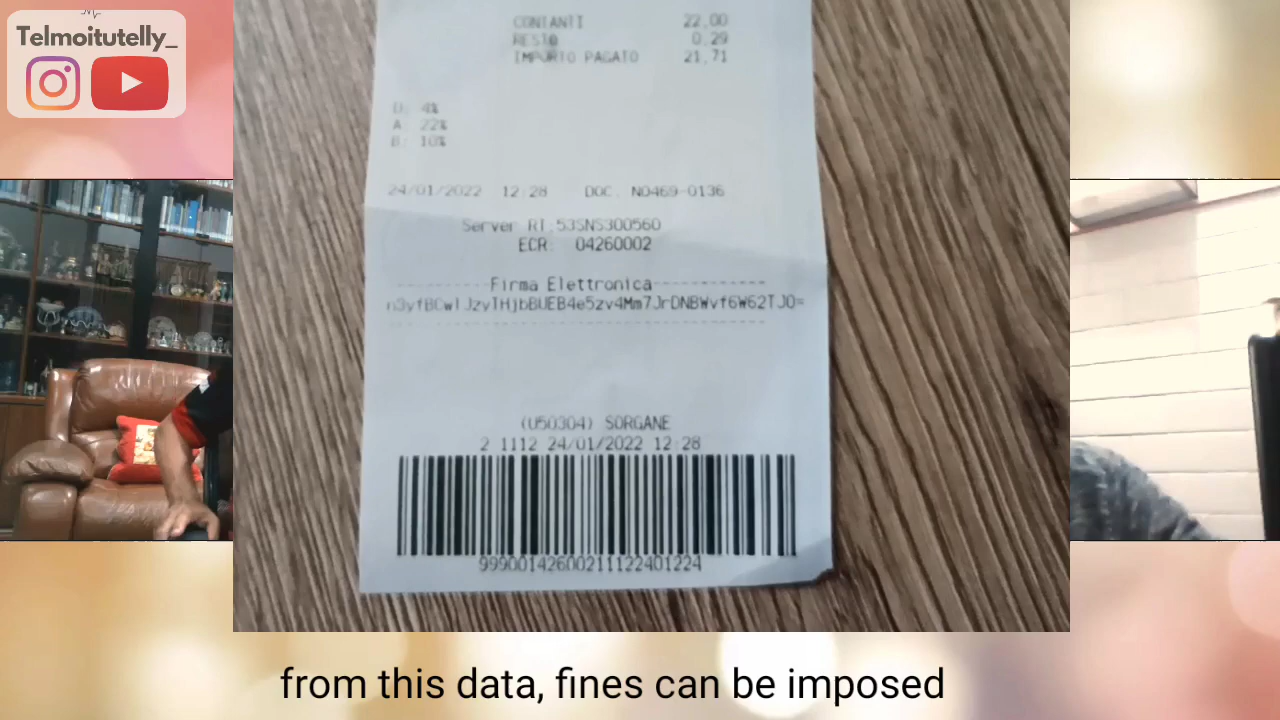 Telmoitutelly_
CONTANTI 22,00
RESTO 0,29
IMPORTO PAGATO 21,71
D: 4%
A: 22%
B: 10%
24/01/2022 12:28 DOC. N0469-0136
Server RT:53SNS300560
ECR: 04260002
----------Firma Elettronica------------
(U50304) SORGANE
2 1112 24/01/2022 12:28
999001426002111122401224
from this data, fines can be imposed